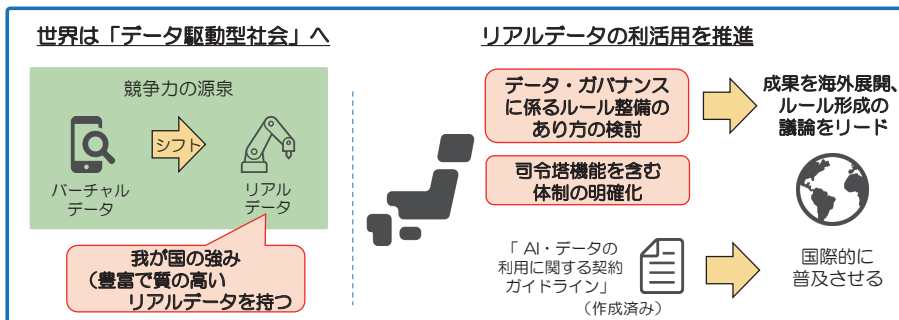 世界は「データ駆動型社会」へ
競争力の源泉
シフト
バーチャル
データ
リアル
データ
我が国の強み
（豊富で質の高い
リアルデータを持つ
リアルデータの利活用を推進
データ・ガバナンス
に係るルール整備の
あり方の検討
成果を海外展開、
ルール形成の
議論をリード
司令塔機能を含む
体制の明確化
「 AI・データの
利用に関する契約
ガイドライン」
（作成済み）
国際的に
普及させる